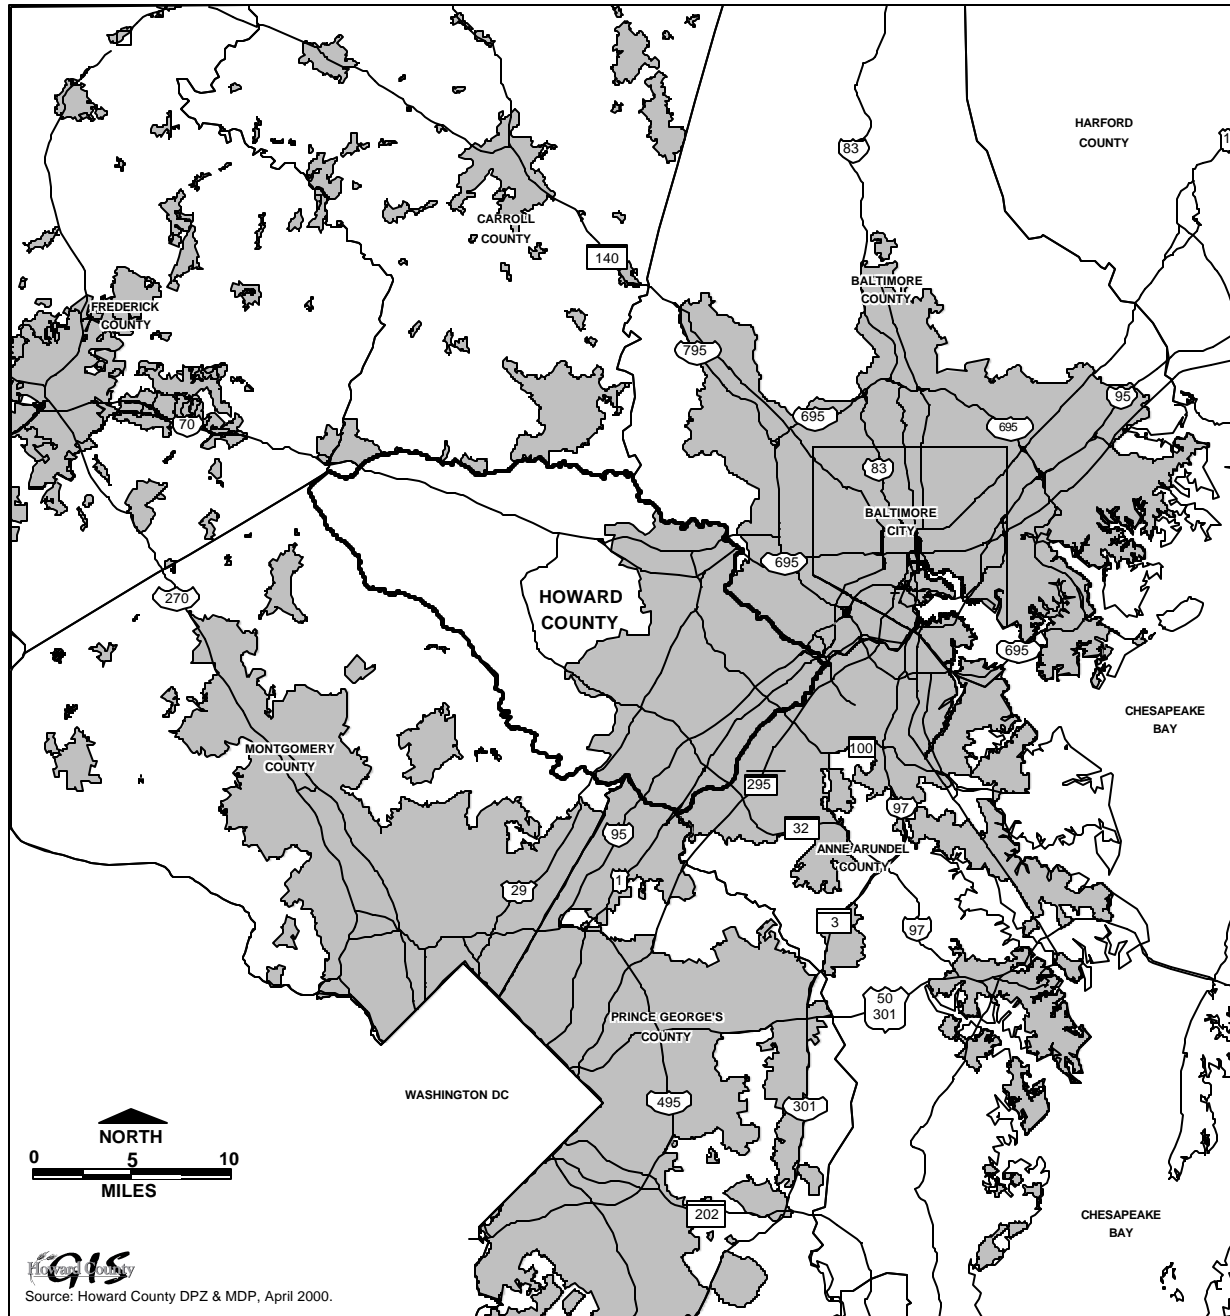 HARFORD
COUNTY
83
1
CARROLL
COUNTY
140
BALTIMORE
COUNTY
FREDERICK
COUNTY
795
95
695
695
70
83
BALTIMORE
CITY
695
HOWARD
COUNTY
270
695
CHESAPEAKE
BAY
MONTGOMERY
COUNTY
100
295
97
95
32
ANNE ARUNDEL
COUNTY
29
1
3
97
50
301
PRINCE GEORGE'S
COUNTY
WASHINGTON DC
495
301
NORTH
0 5 10
MILES
202
CHESAPEAKE
BAY
Howard County
GIS
Source: Howard County DPZ & MDP, April 2000.